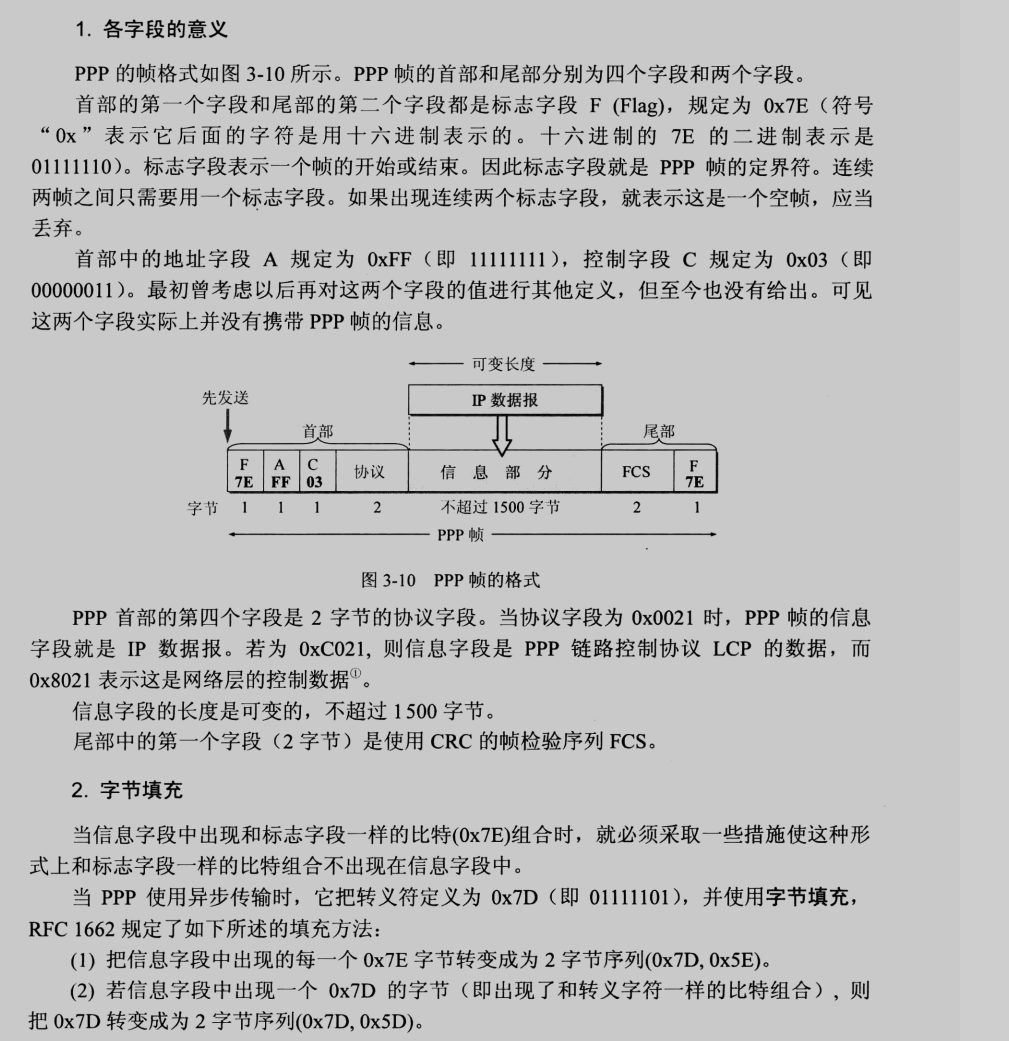 1. 各字段的意义
PPP 的帧格式如图 3-10 所示。PPP 帧的首部和尾部分别为四个字段和两个字段。
首部的第一个字段和尾部的第二个字段都是标志字段 F (Flag)，规定为 0x7E（符号
“0x”表示它后面的字符是用十六进制表示的。十六进制的 7E 的二进制表示是
01111110）。标志字段表示一个帧的开始或结束。因此标志字段就是 PPP 帧的定界符。连续
两帧之间只需要用一个标志字段。如果出现连续两个标志字段，就表示这是一个空帧，应当
丢弃。
首部中的地址字段 A 规定为 0xFF（即 11111111），控制字段 C 规定为 0x03（即
00000011）。最初曾考虑以后再对这两个字段的值进行其他定义，但至今也没有给出。可见
这两个字段实际上并没有携带 PPP 帧的信息。
可变长度
先发送
IP 数据报
首部
尾部
F A C 协议 信息部分 FCS F
7E FF 03 7E
字节 1 1 1 2 不超过 1500 字节 2 1
PPP 帧
图 3-10 PPP 帧的格式
PPP 首部的第四个字段是 2 字节的协议字段。当协议字段为 0x0021 时，PPP 帧的信息
字段就是 IP 数据报。若为 0xC021, 则信息字段是 PPP 链路控制协议 LCP 的数据，而
0x8021 表示这是网络层的控制数据①。
信息字段的长度是可变的，不超过 1500 字节。
尾部中的第一个字段（2 字节）是使用 CRC 的帧检验序列 FCS。
2. 字节填充
当信息字段中出现和标志字段一样的比特(0x7E)组合时，就必须采取一些措施使这种形
式上和标志字段一样的比特组合不出现在信息字段中。
当 PPP 使用异步传输时，它把转义符定义为 0x7D（即 01111101），并使用字节填充，
RFC 1662 规定了如下所述的填充方法：
(1) 把信息字段中出现的每一个 0x7E 字节转变成为 2 字节序列(0x7D, 0x5E)。
(2) 若信息字段中出现一个 0x7D 的字节（即出现了和转义字符一样的比特组合）, 则
把 0x7D 转变成为 2 字节序列(0x7D, 0x5D)。